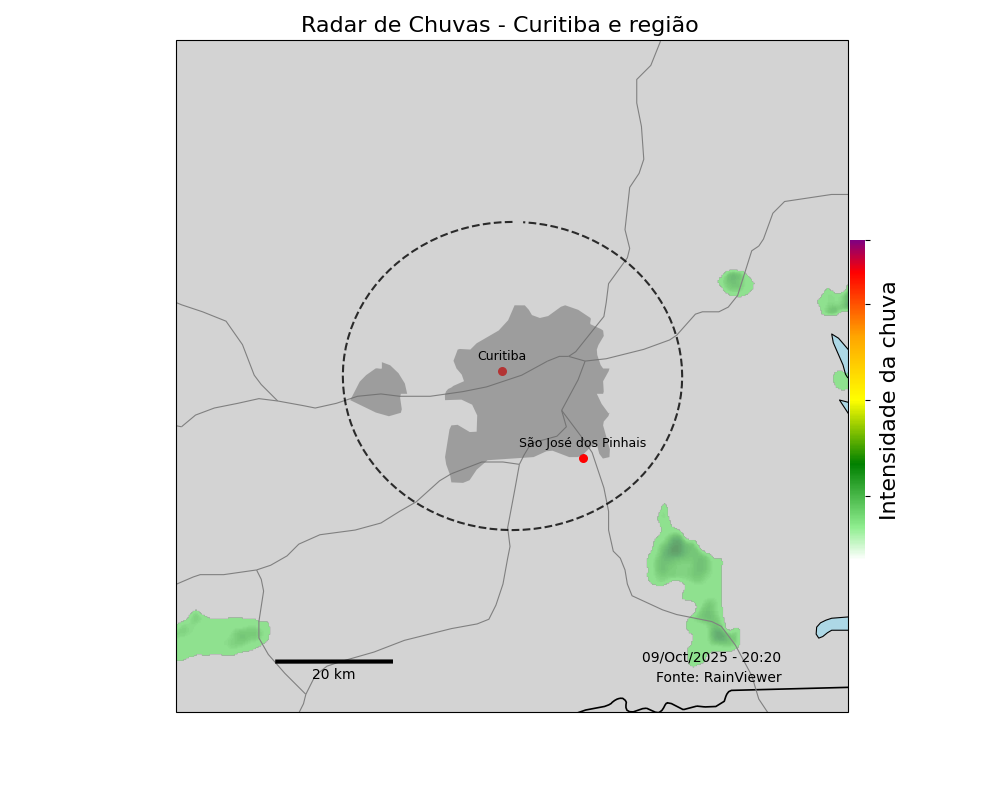 Radar de Chuvas - Curitiba e região
Curitiba
São José dos Pinhais
Intensidade da chuva
09/Oct/2025 - 20:20
Fonte: RainViewer
20 km